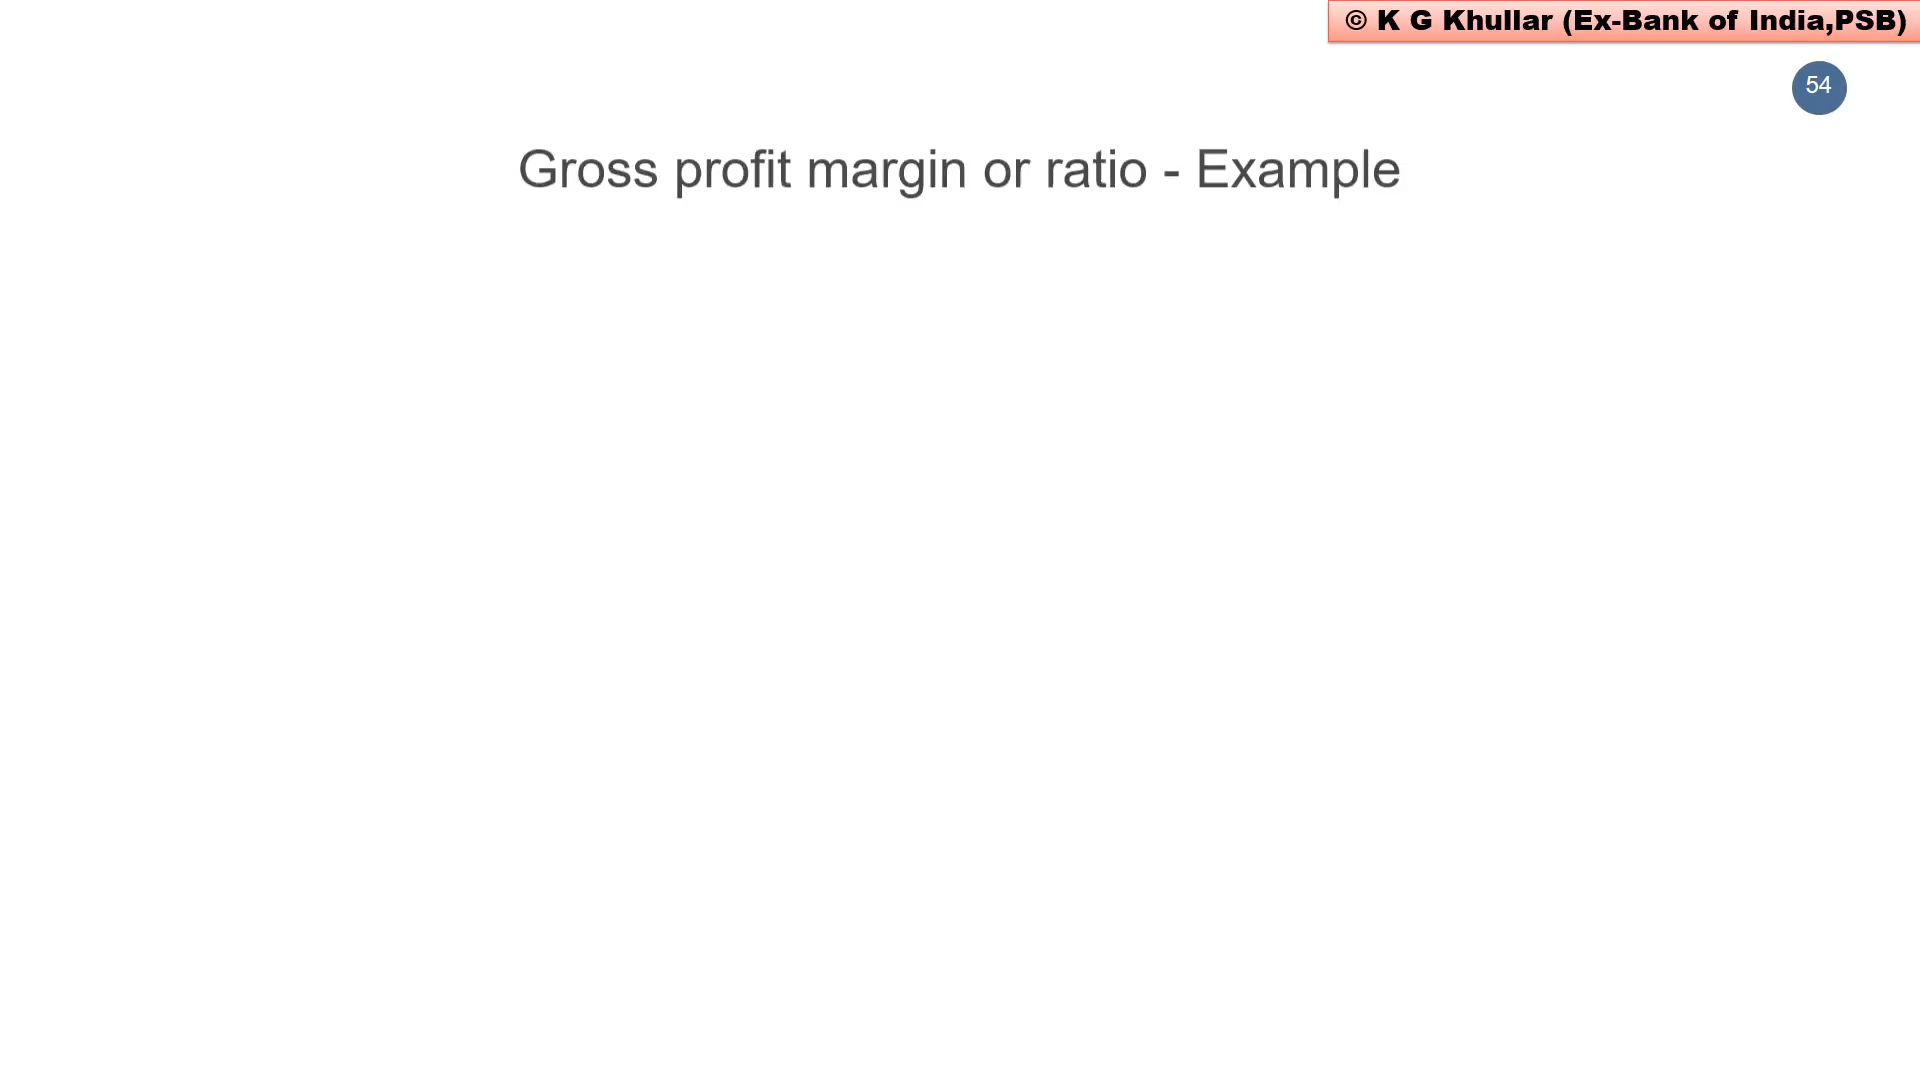 © K G Khullar (Ex-Bank of India,PSB)
54
Gross profit margin or ratio - Example